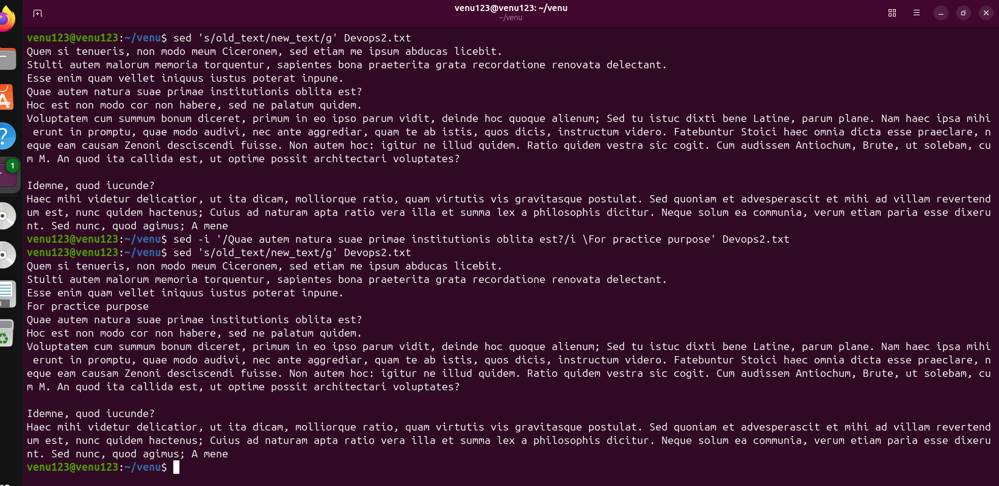 venu123@venu123: ~/venu
~/venu
venu123@venu123:~/venu$ sed 's/old_text/new_text/g' Devops2.txt
Quem si tenueris, non modo meum Ciceronem, sed etiam me ipsum abducas licebit.
Stulti autem malorum memoria torquentur, sapientes bona praeterita grata recordatione renovata delectant.
Esse enim quam vellet iniquus iustus poterat inpune.
Quae autem natura suae primae institutionis oblita est?
Hoc est non modo cor non habere, sed ne palatum quidem.
Voluptatem cum summum bonum diceret, primum in eo ipso parum vidit, deinde hoc quoque alienum; Sed tu istuc dixti bene Latine, parum plane. Nam haec ipsa mihi
 erunt in promptu, quae modo audivi, nec ante aggrediar, quam te ab istis, quos dicis, instructum videro. Fatebuntur Stoici haec omnia dicta esse praeclare, n
eque eam causam Zenoni desciscendi fuisse. Non autem hoc: igitur ne illud quidem. Ratio quidem vestra sic cogit. Cum audissem Antiochum, Brute, ut solebam, cu
m M. An quod ita callida est, ut optime possit architectari voluptates?
Idemne, quod iucunde?
Haec mihi videtur delicatior, ut ita dicam, molliorque ratio, quam virtutis vis gravitasque postulat. Sed quoniam et advesperascit et mihi ad villam revertend
um est, nunc quidem hactenus; Cuius ad naturam apta ratio vera illa et summa lex a philosophis dicitur. Neque solum ea communia, verum etiam paria esse dixeru
nt. Sed nunc, quod agimus; A mene
venu123@venu123:~/venu$ sed -i '/Quae autem natura suae primae institutionis oblita est?/i \For practice purpose' Devops2.txt
venu123@venu123:~/venu$ sed 's/old_text/new_text/g' Devops2.txt
Quem si tenueris, non modo meum Ciceronem, sed etiam me ipsum abducas licebit.
Stulti autem malorum memoria torquentur, sapientes bona praeterita grata recordatione renovata delectant.
Esse enim quam vellet iniquus iustus poterat inpune.
For practice purpose
Quae autem natura suae primae institutionis oblita est?
Hoc est non modo cor non habere, sed ne palatum quidem.
Voluptatem cum summum bonum diceret, primum in eo ipso parum vidit, deinde hoc quoque alienum; Sed tu istuc dixti bene Latine, parum plane. Nam haec ipsa mihi
 erunt in promptu, quae modo audivi, nec ante aggrediar, quam te ab istis, quos dicis, instructum videro. Fatebuntur Stoici haec omnia dicta esse praeclare, n
eque eam causam Zenoni desciscendi fuisse. Non autem hoc: igitur ne illud quidem. Ratio quidem vestra sic cogit. Cum audissem Antiochum, Brute, ut solebam, cu
m M. An quod ita callida est, ut optime possit architectari voluptates?
Idemne, quod iucunde?
Haec mihi videtur delicatior, ut ita dicam, molliorque ratio, quam virtutis vis gravitasque postulat. Sed quoniam et advesperascit et mihi ad villam revertend
um est, nunc quidem hactenus; Cuius ad naturam apta ratio vera illa et summa lex a philosophis dicitur. Neque solum ea communia, verum etiam paria esse dixeru
nt. Sed nunc, quod agimus; A mene
venu123@venu123:~/venu$
1